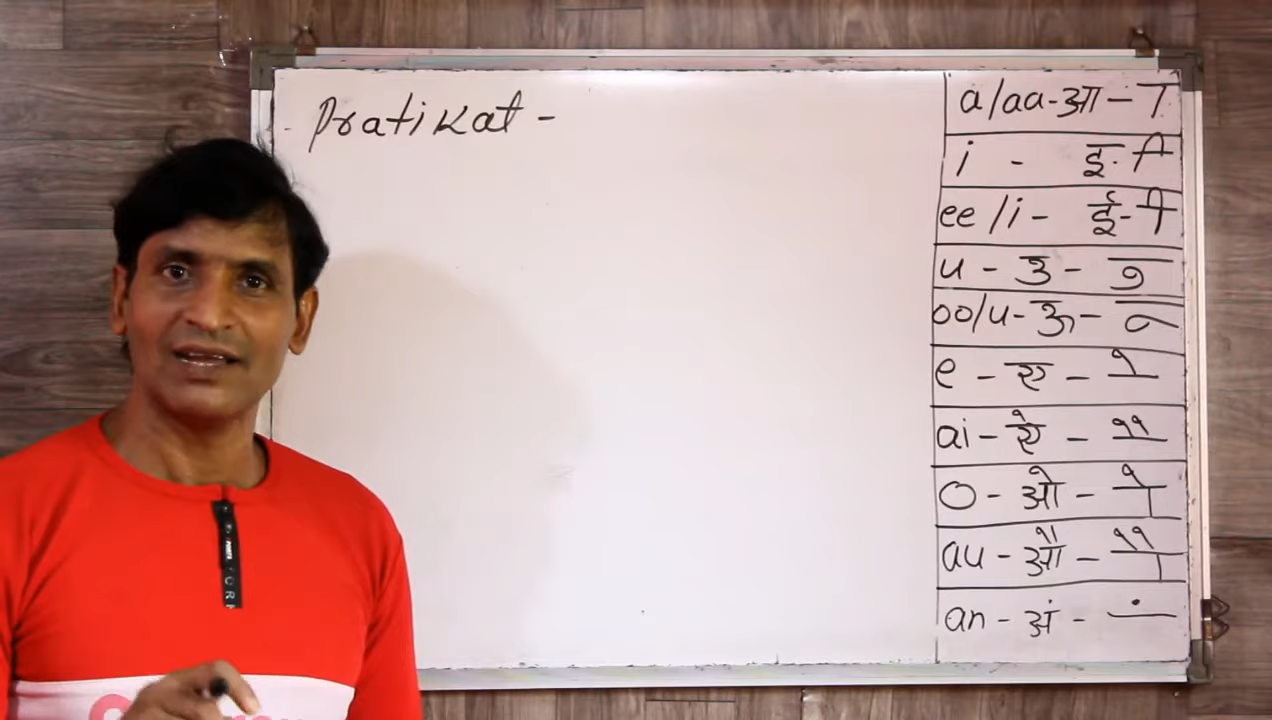 Pratikat -
a/aa-आ-ा
i - इ-ि
ee/i- ई-ी
u - उ - ु
oo/u-ऊ- ू
e - ए - े
ai - ऐ - ै
o - ओ - ो
au - औ - ौ
an - अं - ं